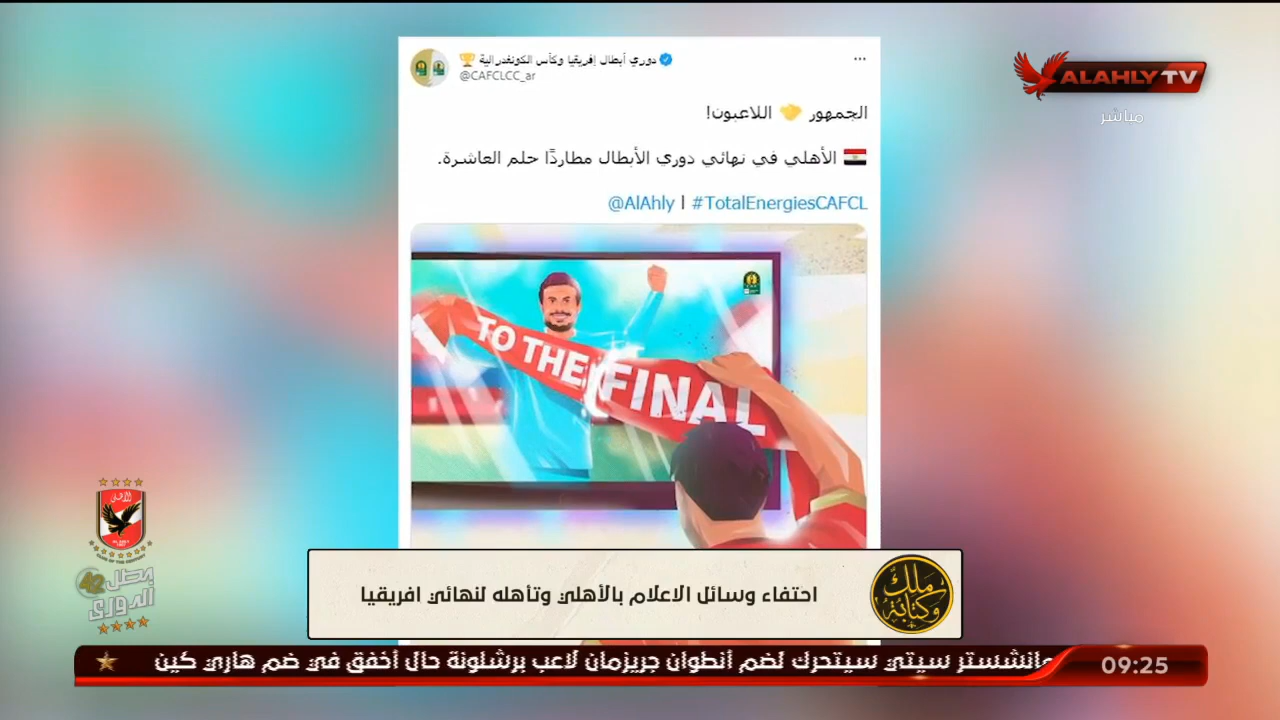 دوري أبطال إفريقيا وكأس الكونفدرالية 🏆
@CAFCLCC_ar
الجمهور 🤝 اللاعبون!
🇪🇬 الأهلي في نهائي دوري الأبطال مطاردًا حلم العاشرة.
@AlAhly | #TotalEnergiesCAFCL
TO THE FINAL
ALAHLY TV
مباشر
الأهلي
بطل الدوري 42
احتفاء وسائل الاعلام بالأهلي وتأهله لنهائي افريقيا
ملك وكتابة
مانشستر سيتي سيتحرك لضم أنطوان جريزمان لاعب برشلونة حال أخفق في ضم هاري كين
09:25